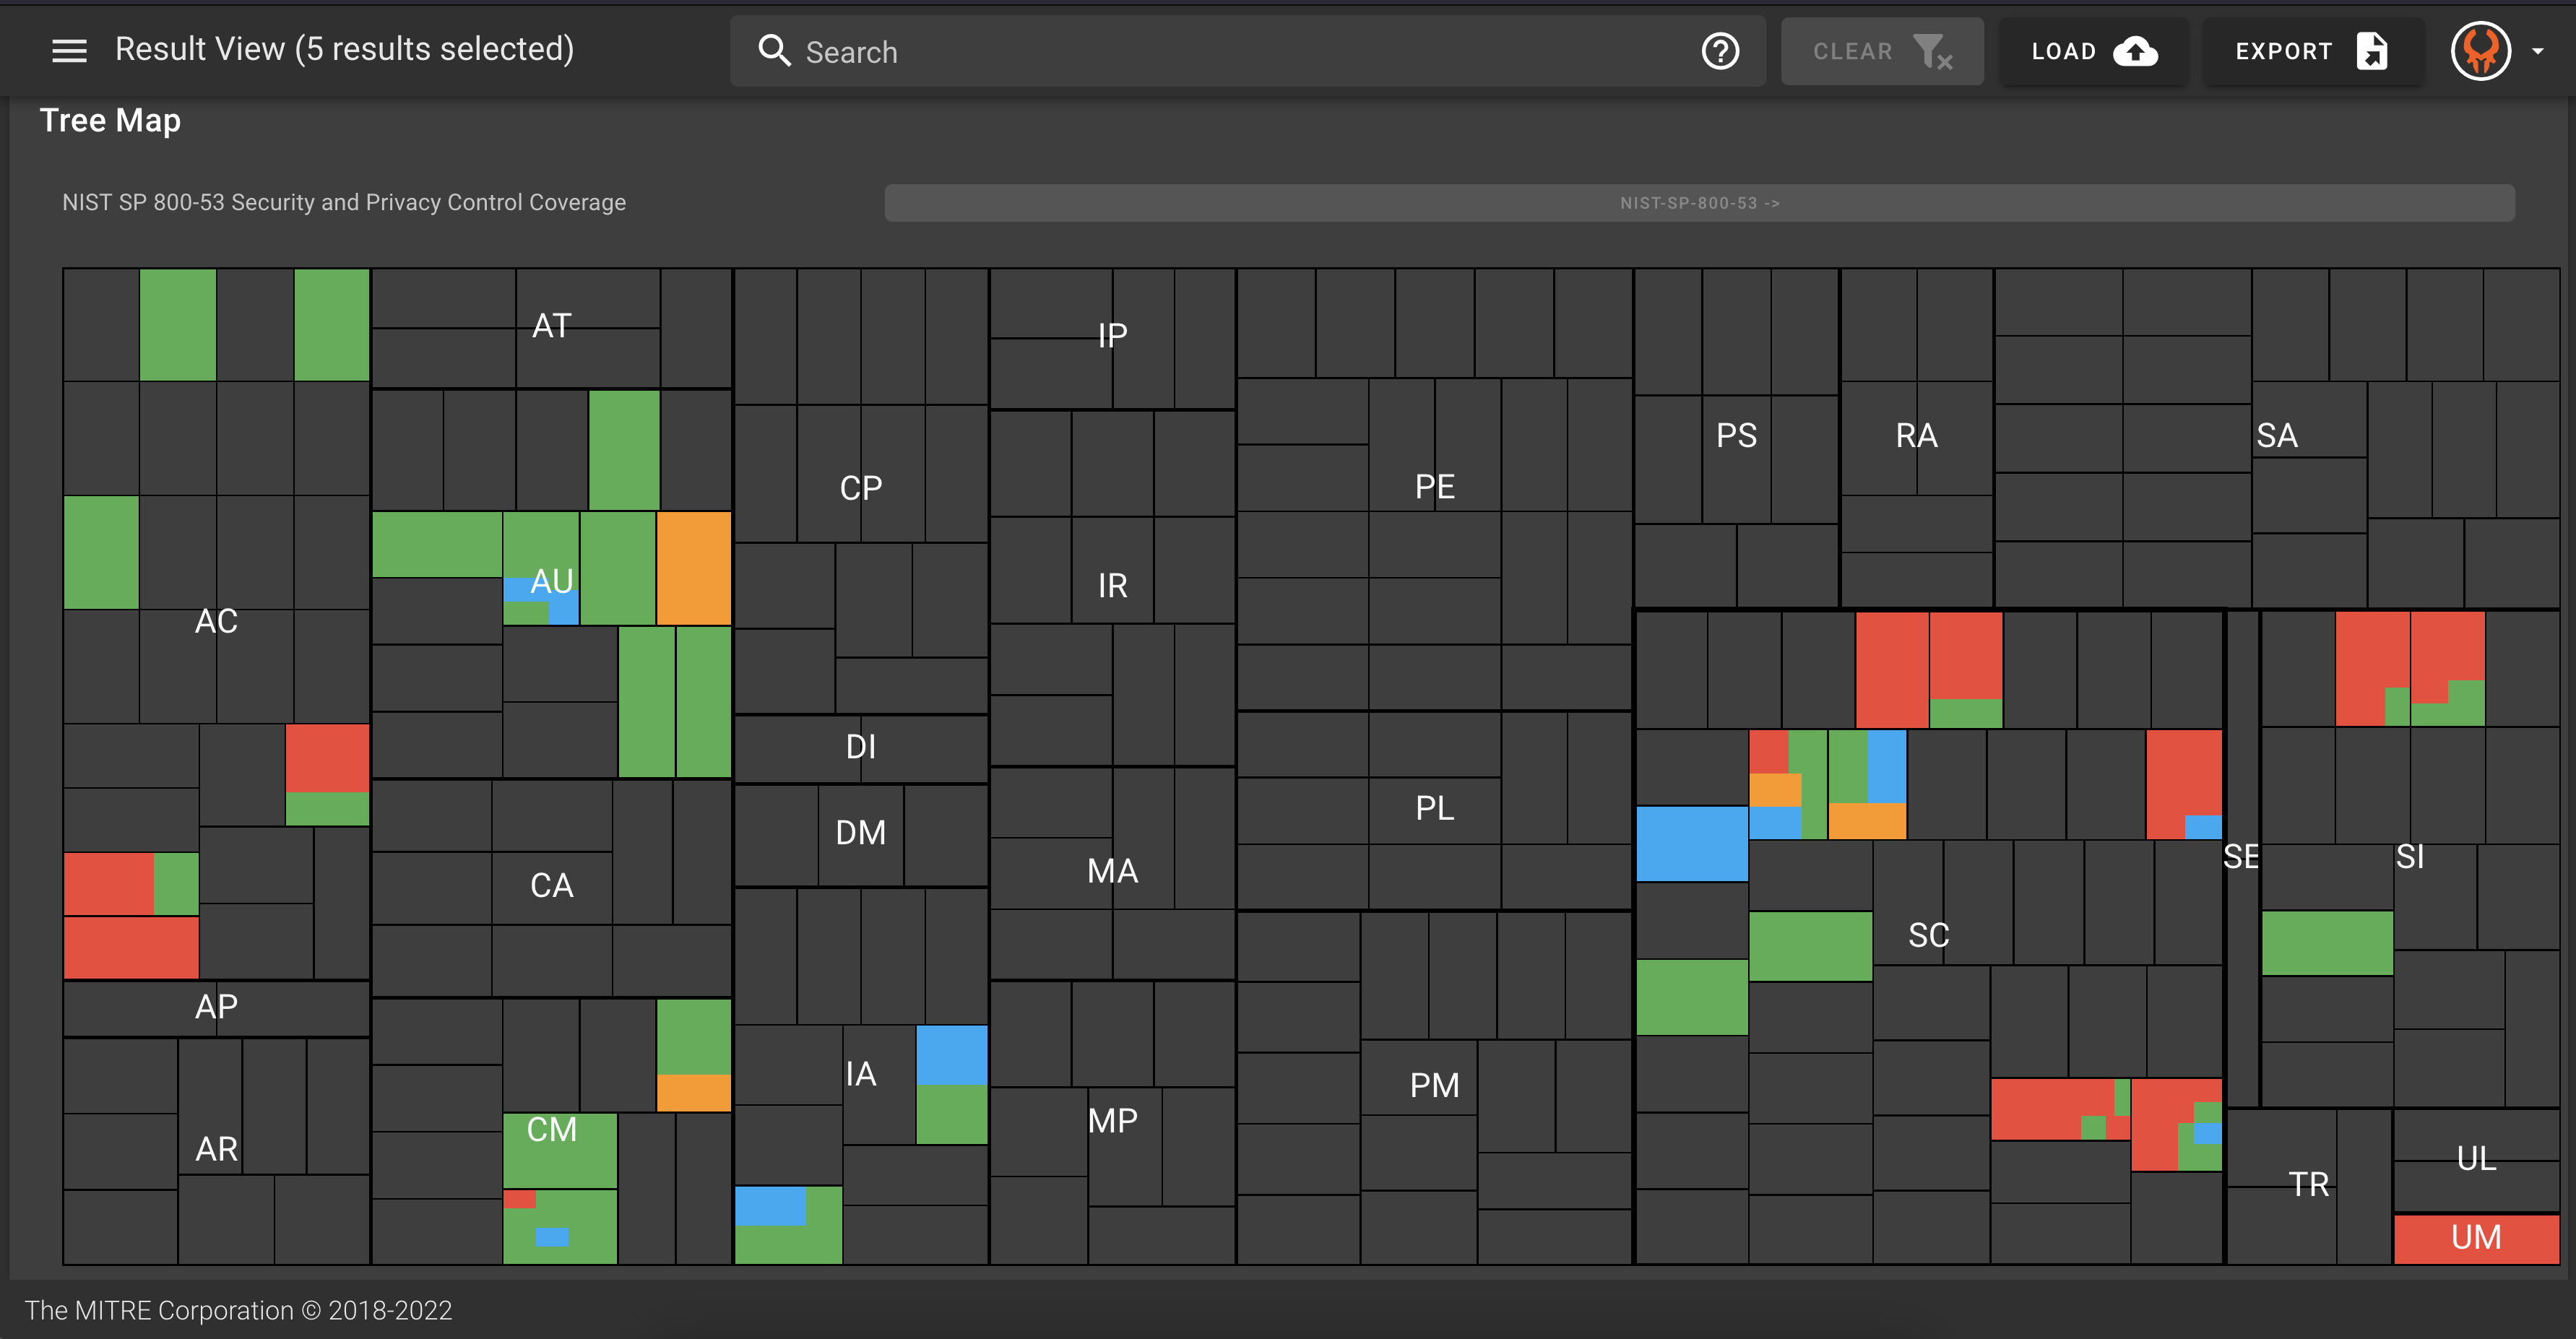 Result View (5 results selected)
Search
CLEAR
LOAD
EXPORT
Tree Map
NIST SP 800-53 Security and Privacy Control Coverage
NIST-SP-800-53 ->
AT
IP
PS
RA
SA
CP
PE
AU
IR
AC
DI
PL
DM
MA
CA
SE
SI
SC
AP
IA
PM
MP
CM
AR
UL
TR
UM
The MITRE Corporation © 2018-2022